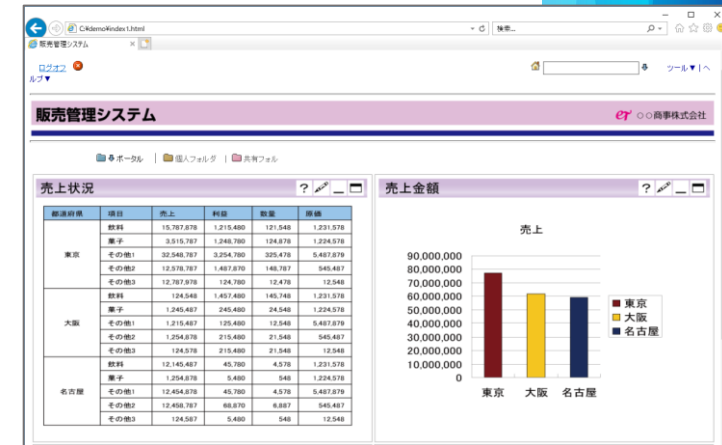 C:¥demo¥index1.html
検索...
販売管理システム
ログオフ
ツール▼ | ヘルプ▼
販売管理システム
er ○○商事株式会社
ポータル | 個人フォルダ | 共有フォル
売上状況
都道府県 項目 売上 利益 数量 原価
東京 飲料 15,787,878 1,215,480 121,548 1,231,578
菓子 3,515,787 1,248,780 124,878 1,224,578
その他1 32,548,787 3,254,780 325,478 5,487,879
その他2 12,578,787 1,487,870 148,787 545,487
その他3 12,787,978 124,780 12,478 12,548
大阪 飲料 124,548 1,457,480 145,748 1,231,578
菓子 1,245,487 245,480 24,548 1,224,578
その他1 1,215,487 125,480 12,548 5,487,879
その他2 1,254,878 215,480 21,548 545,487
その他3 124,578 215,480 21,548 12,548
名古屋 飲料 12,145,487 45,780 4,578 1,231,578
菓子 1,254,878 5,480 548 1,224,578
その他1 12,454,878 45,780 4,578 5,487,879
その他2 12,458,787 68,870 6,887 545,487
その他3 124,587 5,480 548 12,548
売上金額
売上
90,000,000
80,000,000
70,000,000
60,000,000
50,000,000
40,000,000
30,000,000
20,000,000
10,000,000
0
東京 大阪 名古屋
東京
大阪
名古屋